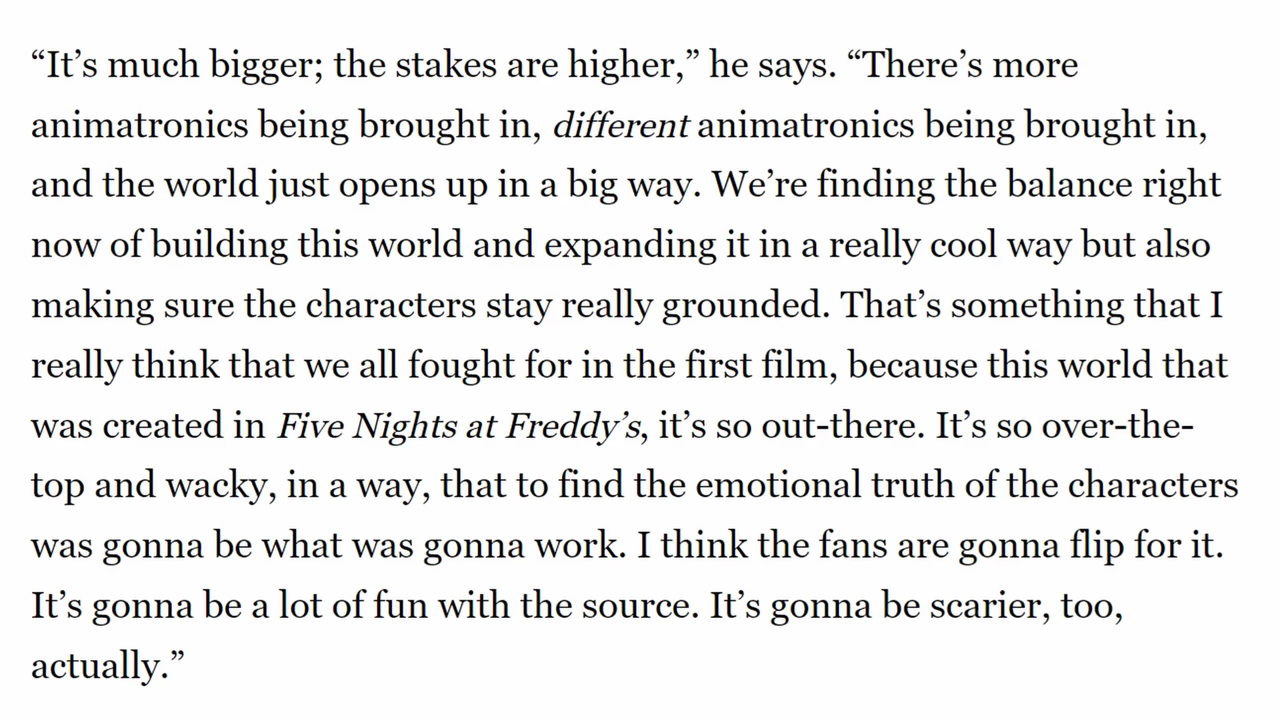 “It’s much bigger; the stakes are higher,” he says. “There’s more
animatronics being brought in, different animatronics being brought in,
and the world just opens up in a big way. We’re finding the balance right
now of building this world and expanding it in a really cool way but also
making sure the characters stay really grounded. That’s something that I
really think that we all fought for in the first film, because this world that
was created in Five Nights at Freddy’s, it’s so out-there. It’s so over-the-
top and wacky, in a way, that to find the emotional truth of the characters
was gonna be what was gonna work. I think the fans are gonna flip for it.
It’s gonna be a lot of fun with the source. It’s gonna be scarier, too,
actually.”